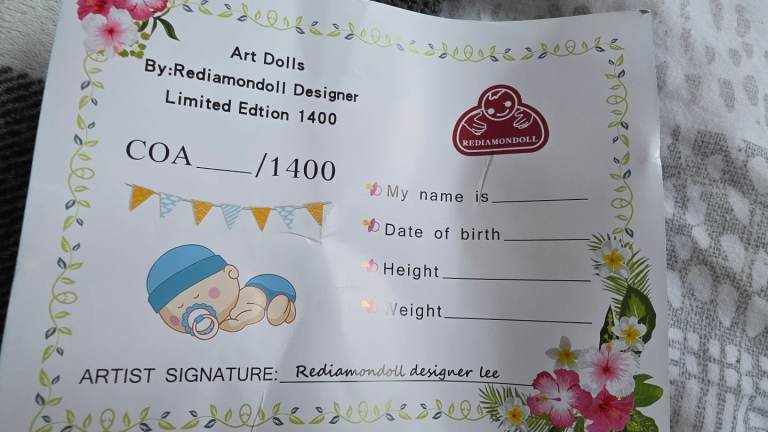 Art Dolls
By:Rediamondoll Designer
Limited Edtion 1400
COA____/1400
REDIAMONDOLL
My name is
Date of birth
Height
Weight
ARTIST SIGNATURE: Rediamondoll designer lee